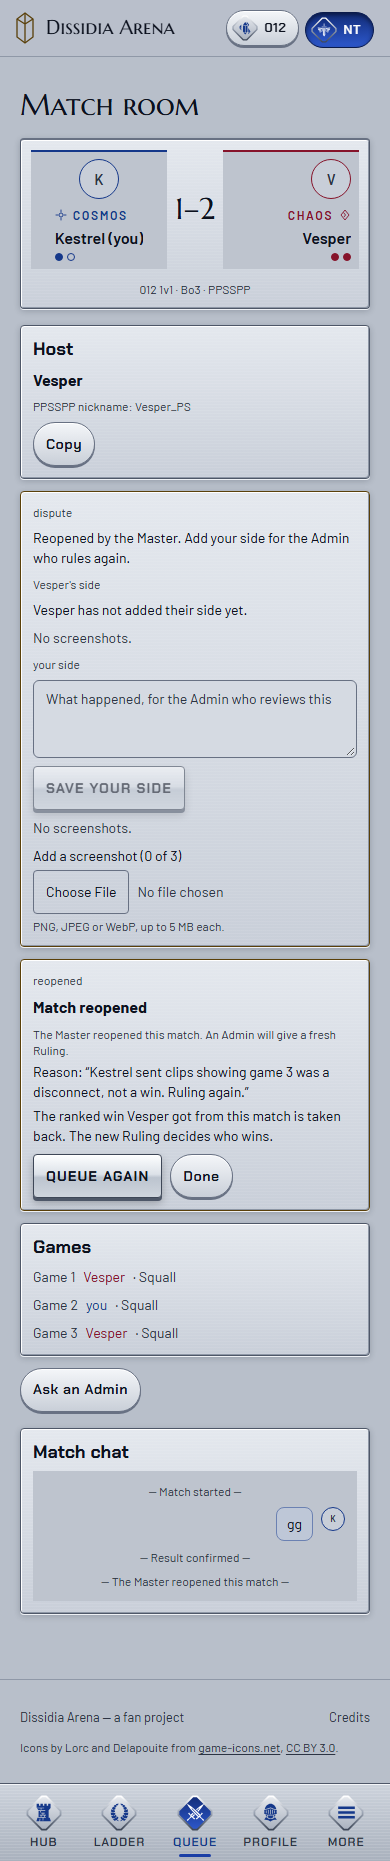 Dissidia Arena
012
NT
Match room
K
V
COSMOS
CHAOS
1–2
Kestrel (you)
Vesper
012 1v1 · Bo3 · PPSSPP
Host
Vesper
PPSSPP nickname: Vesper_PS
Copy
dispute
Reopened by the Master. Add your side for the Admin
who rules again.
Vesper's side
Vesper has not added their side yet.
No screenshots.
your side
What happened, for the Admin who reviews this
SAVE YOUR SIDE
No screenshots.
Add a screenshot (0 of 3)
Choose File
No file chosen
PNG, JPEG or WebP, up to 5 MB each.
reopened
Match reopened
The Master reopened this match. An Admin will give a fresh
Ruling.
Reason: “Kestrel sent clips showing game 3 was a
disconnect, not a win. Ruling again.”
The ranked win Vesper got from this match is taken
back. The new Ruling decides who wins.
QUEUE AGAIN
Done
Games
Game 1 Vesper · Squall
Game 2 you · Squall
Game 3 Vesper · Squall
Ask an Admin
Match chat
— Match started —
gg
K
— Result confirmed —
— The Master reopened this match —
Dissidia Arena — a fan project
Credits
Icons by Lorc and Delapouite from game-icons.net, CC BY 3.0.
HUB
LADDER
QUEUE
PROFILE
MORE